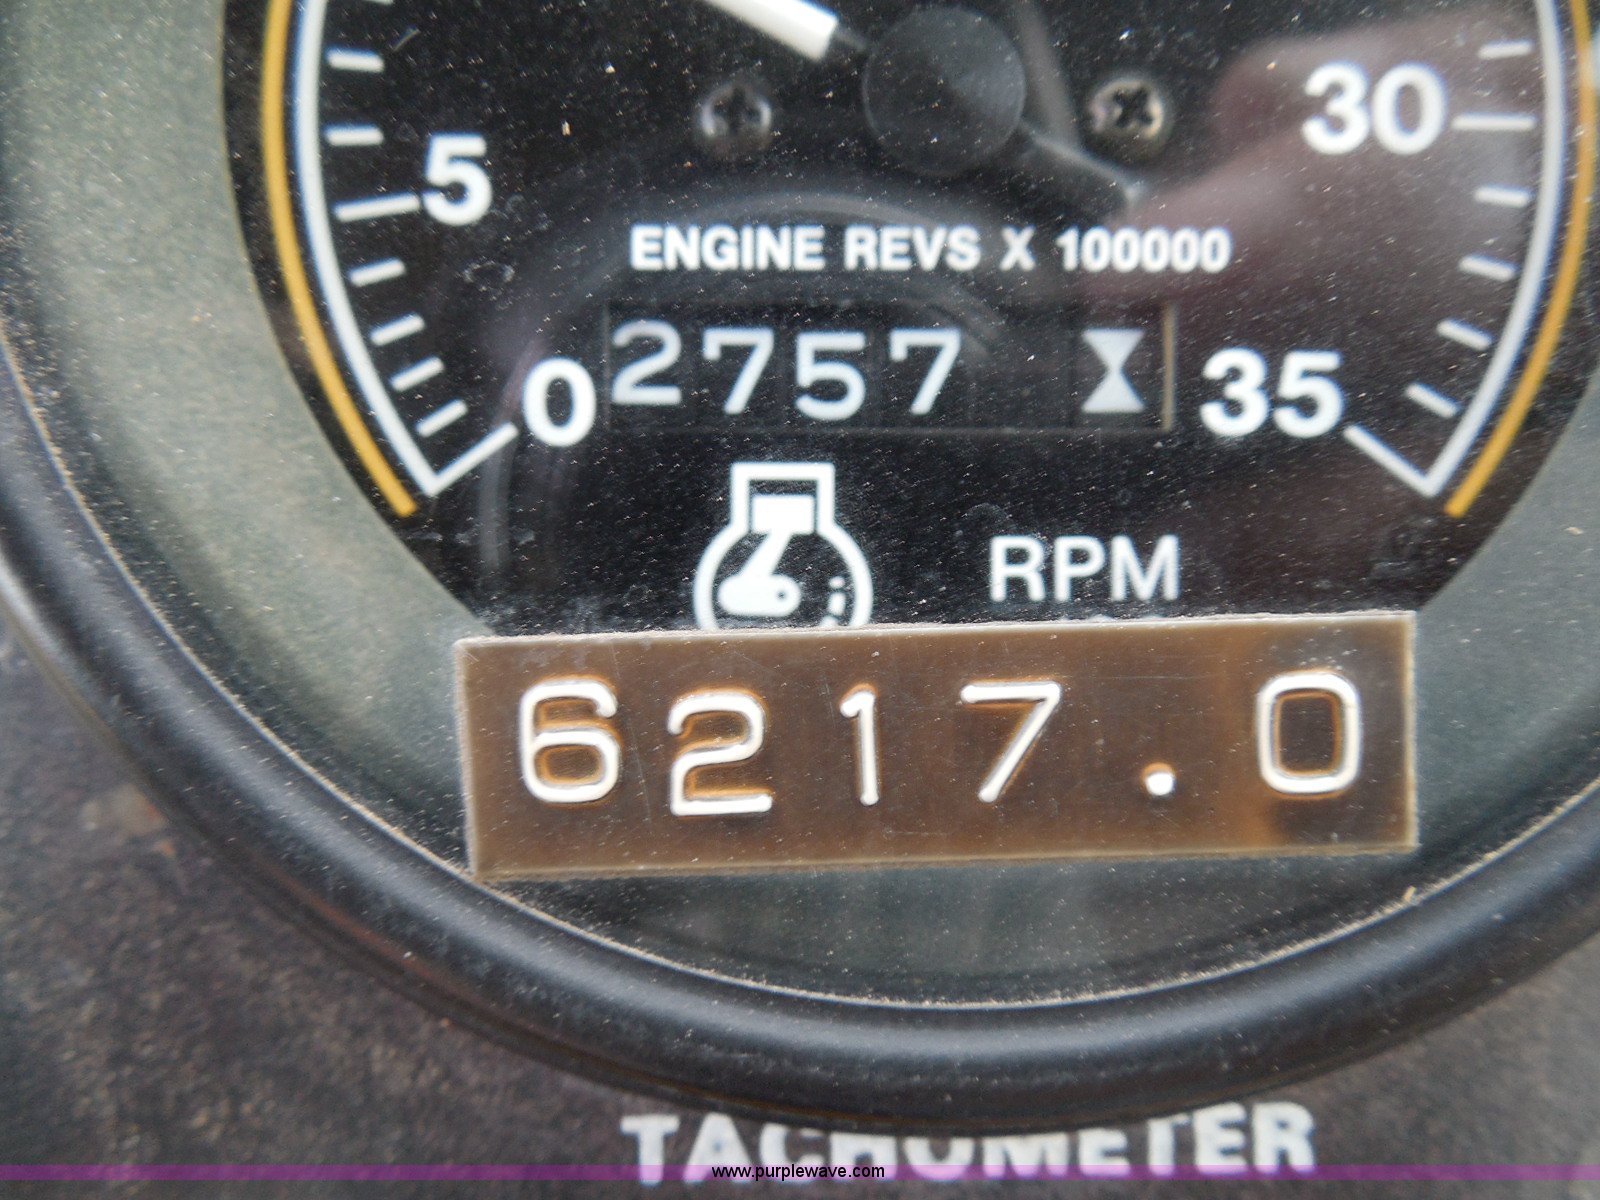 30
5
ENGINE REVS X 100000
2757
0
35
RPM
6217.0
TACHOMETER
www.purplewave.com